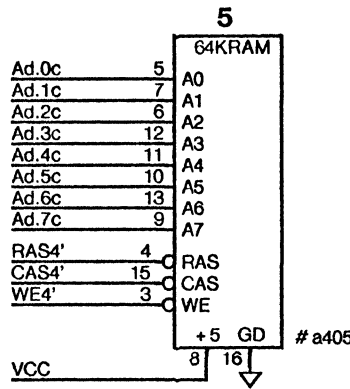 5
64KRAM
Ad.0c 5 A0
Ad.1c 7 A1
Ad.2c 6 A2
Ad.3c 12 A3
Ad.4c 11 A4
Ad.5c 10 A5
Ad.6c 13 A6
Ad.7c 9 A7
RAS4' 4 RAS
CAS4' 15 CAS
WE4' 3 WE
+5 GD # a405
VCC 8 16